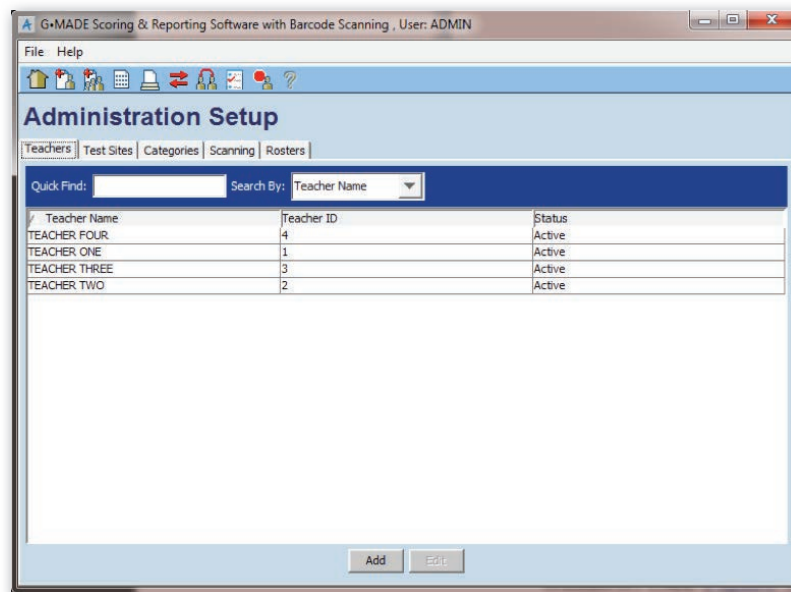 G•MADE Scoring & Reporting Software with Barcode Scanning , User: ADMIN
File Help
Administration Setup
Teachers Test Sites Categories Scanning Rosters
Quick Find: Search By: Teacher Name
Teacher Name Teacher ID Status
TEACHER FOUR 4 Active
TEACHER ONE 1 Active
TEACHER THREE 3 Active
TEACHER TWO 2 Active
Add Edit